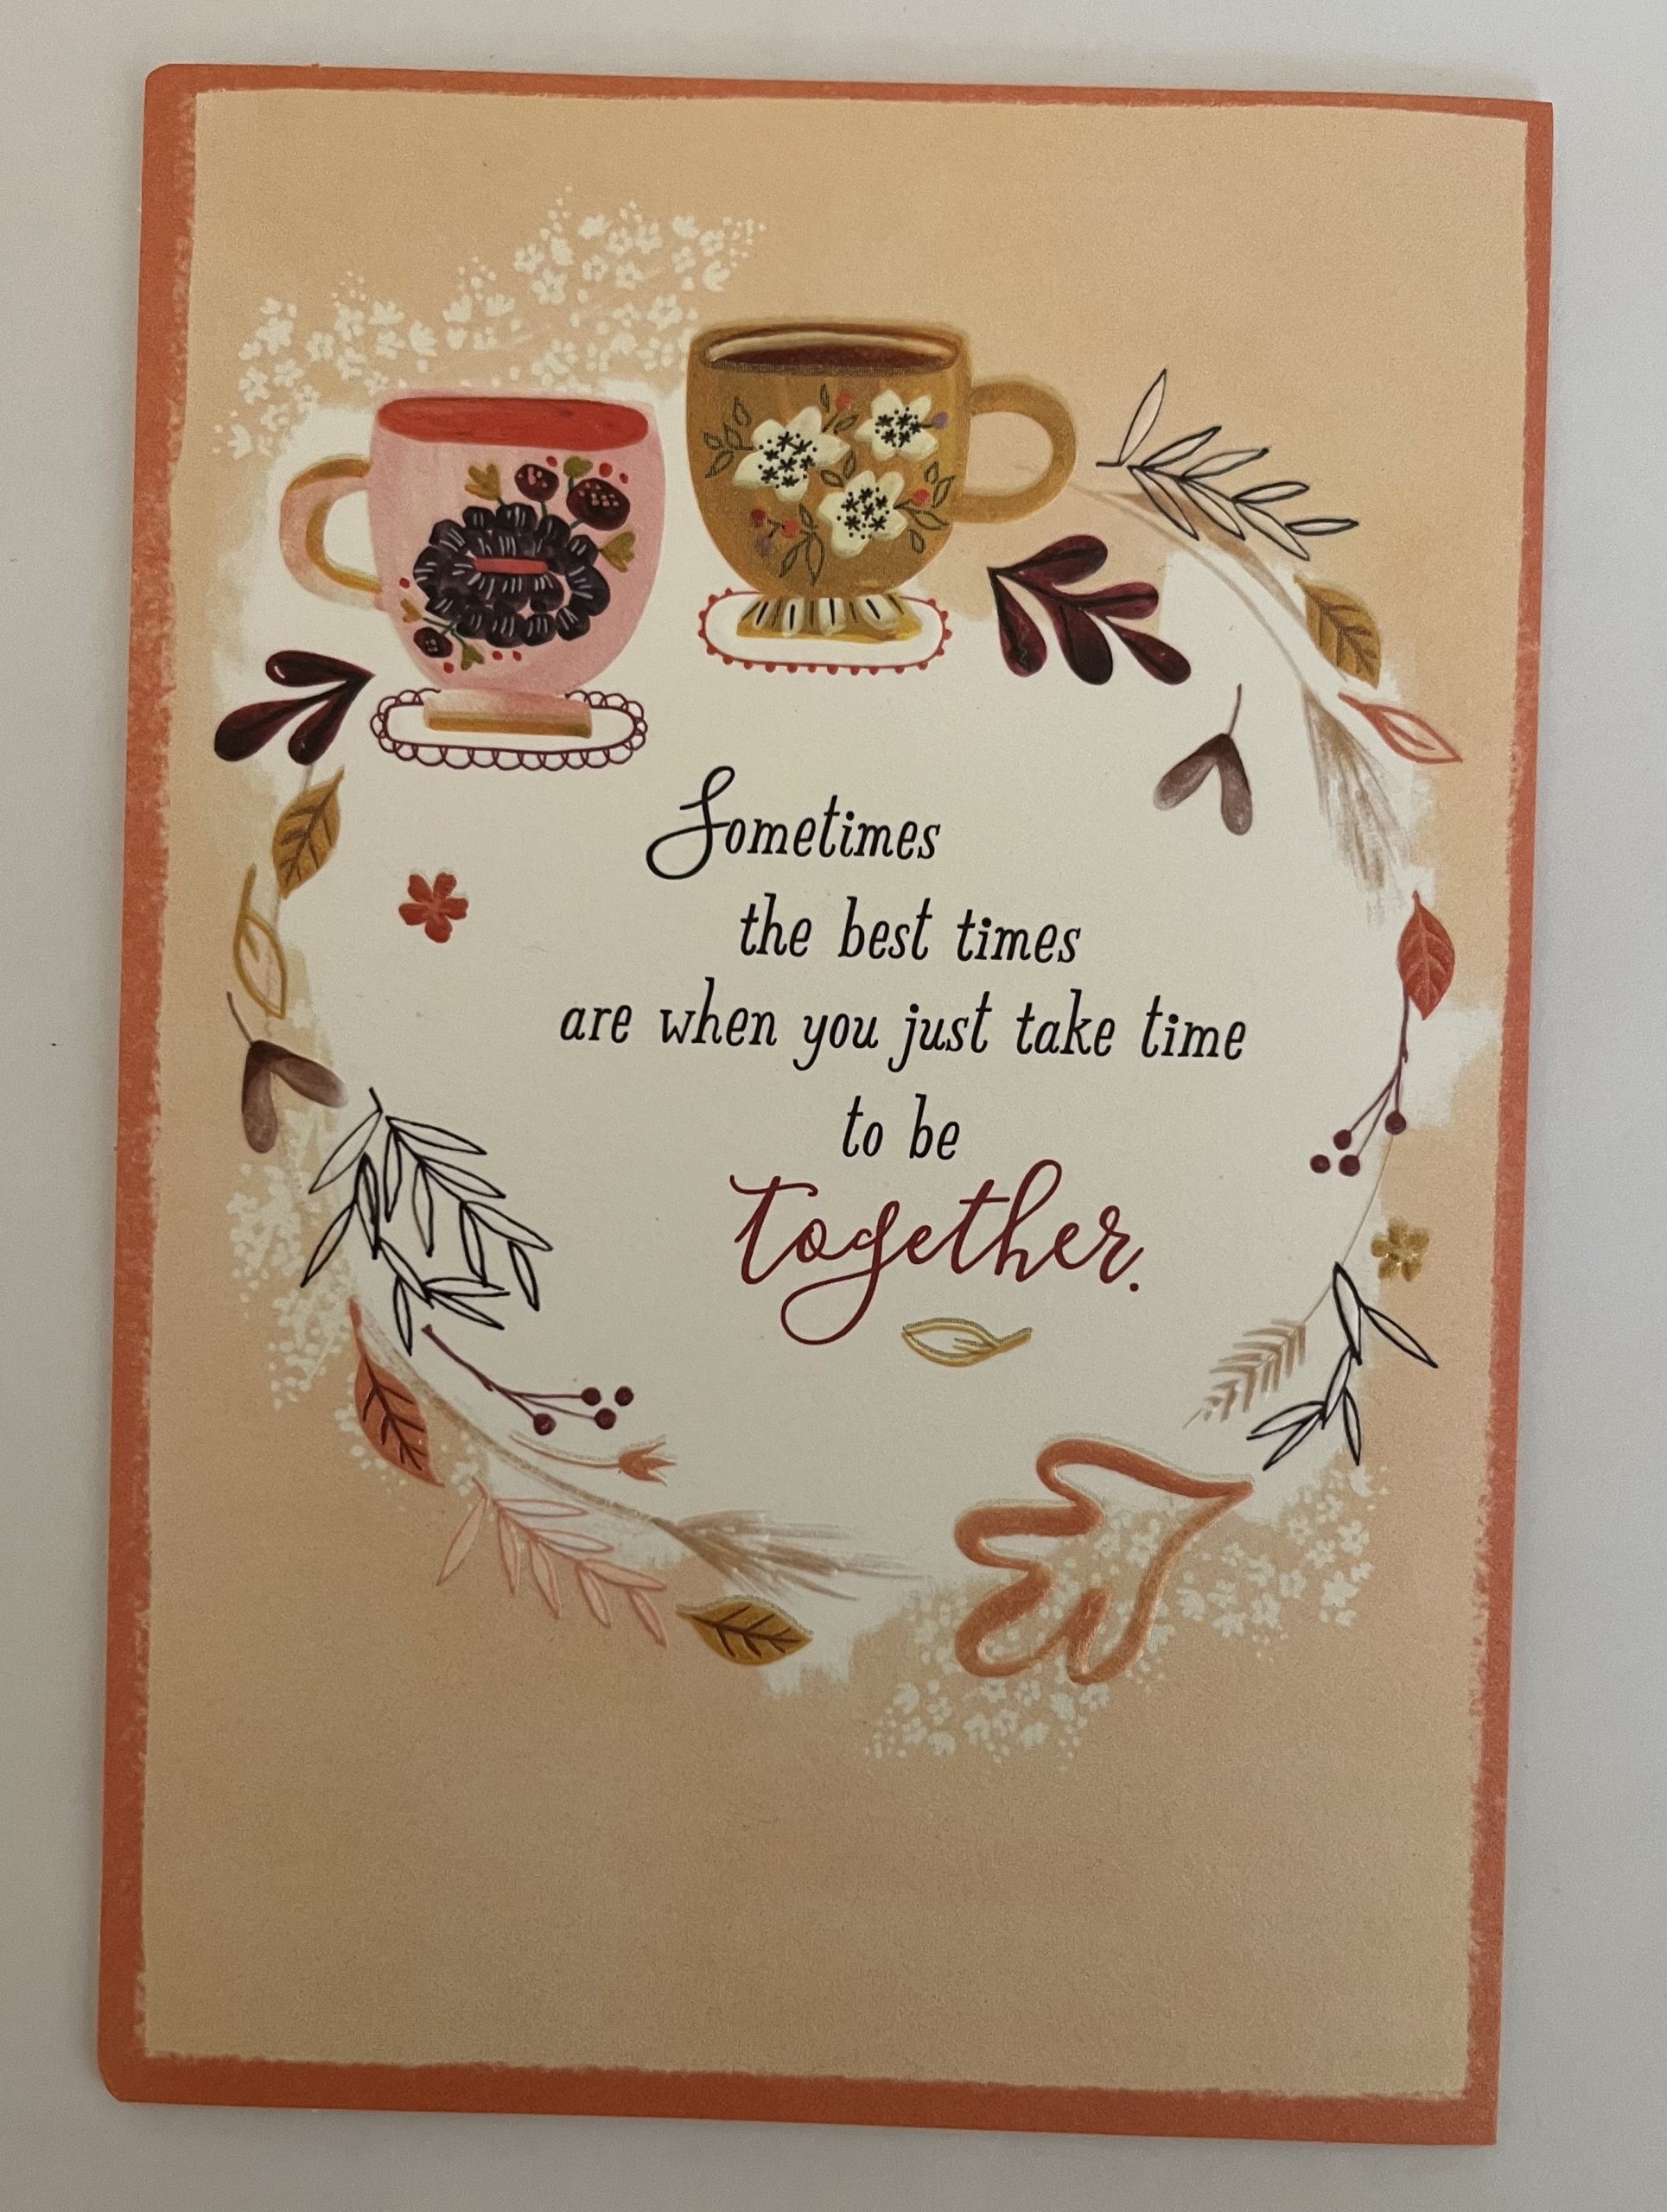 Sometimes
the best times
are when you just take time
to be
together.